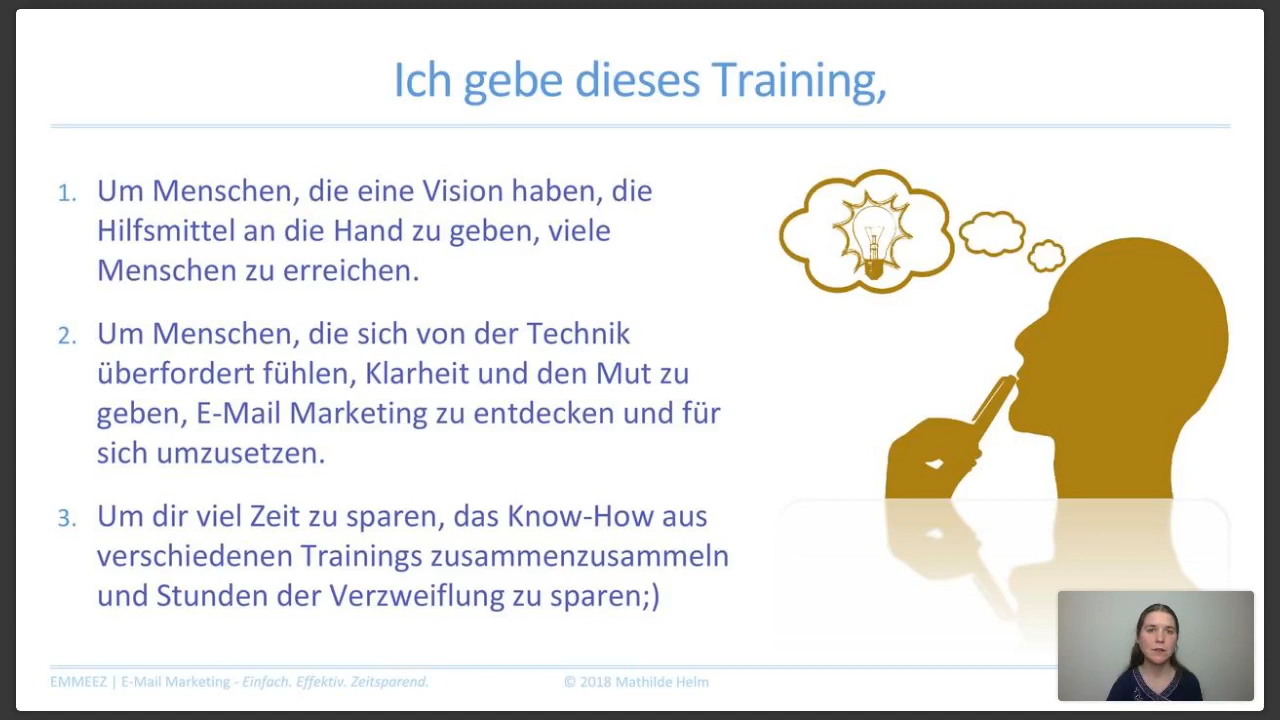 Ich gebe dieses Training,
1. Um Menschen, die eine Vision haben, die
Hilfsmittel an die Hand zu geben, viele
Menschen zu erreichen.
2. Um Menschen, die sich von der Technik
überfordert fühlen, Klarheit und den Mut zu
geben, E-Mail Marketing zu entdecken und für
sich umzusetzen.
3. Um dir viel Zeit zu sparen, das Know-How aus
verschiedenen Trainings zusammenzusammeln
und Stunden der Verzweiflung zu sparen;)
EMMEEZ | E-Mail Marketing - Einfach. Effektiv. Zeitsparend.
© 2018 Mathilde Helm